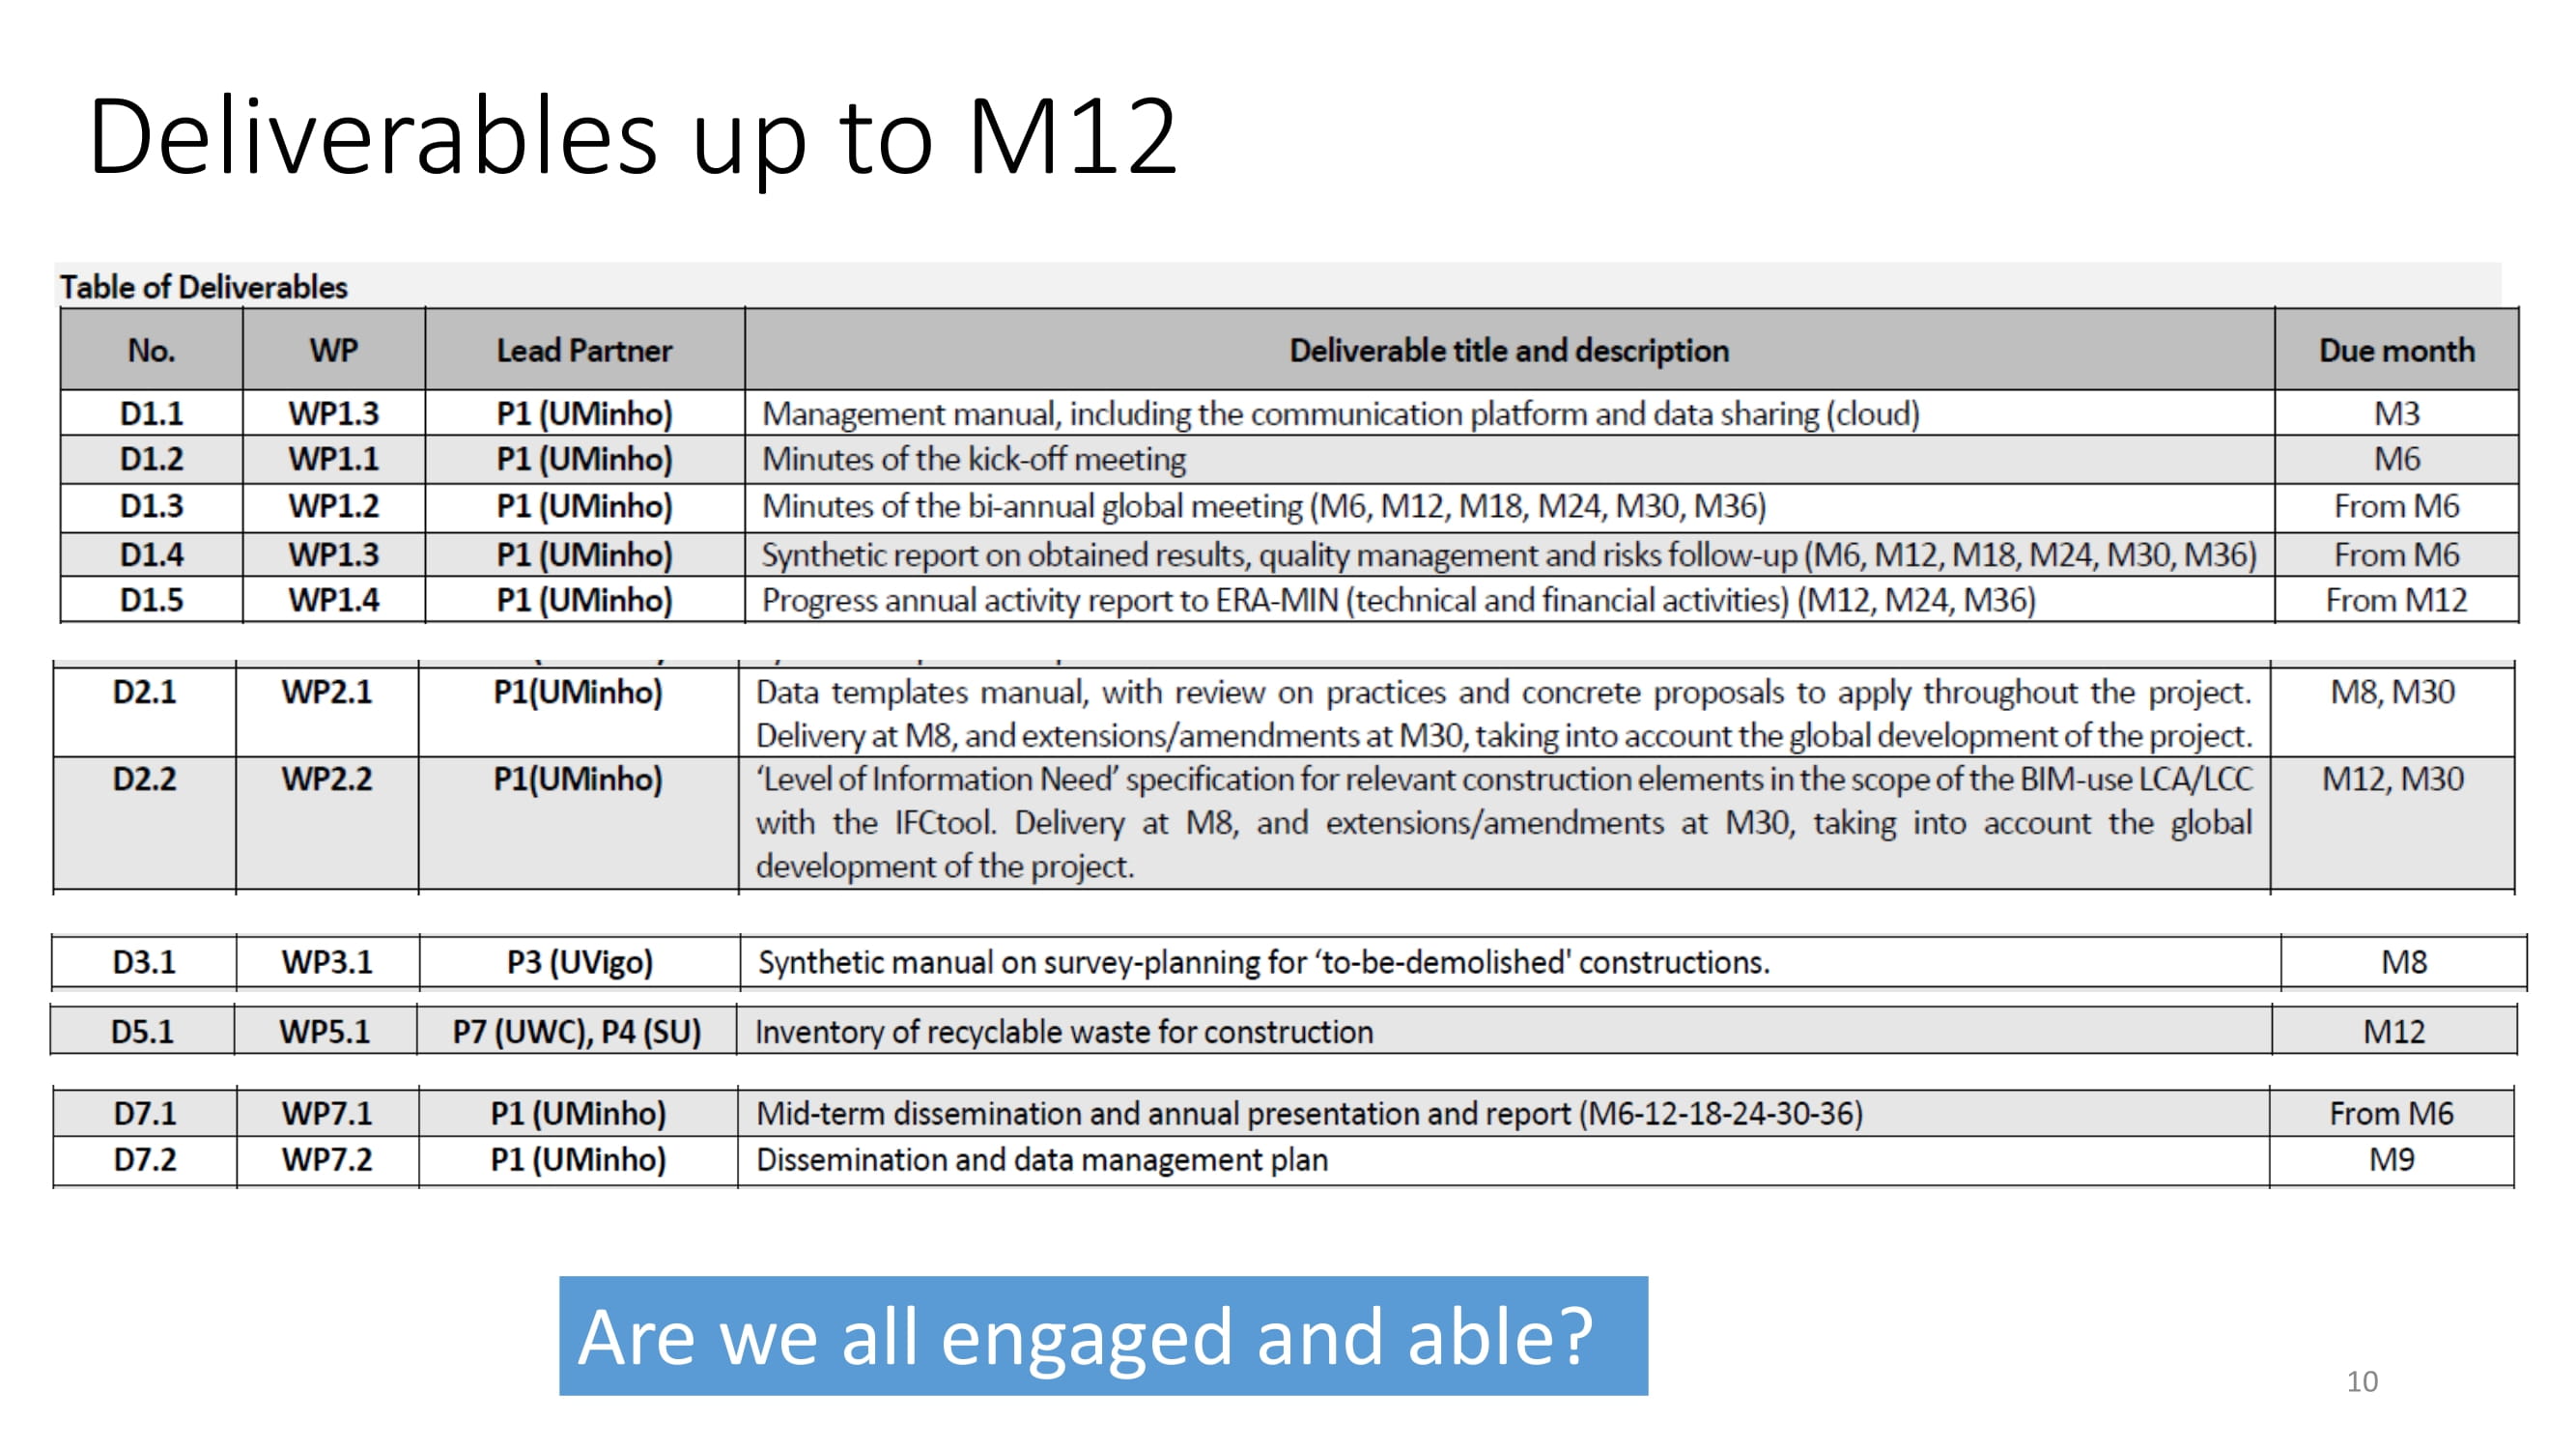 Deliverables up to M12
Table of Deliverables
No. WP Lead Partner Deliverable title and description Due month
D1.1 WP1.3 P1 (UMinho) Management manual, including the communication platform and data sharing (cloud) M3
D1.2 WP1.1 P1 (UMinho) Minutes of the kick-off meeting M6
D1.3 WP1.2 P1 (UMinho) Minutes of the bi-annual global meeting (M6, M12, M18, M24, M30, M36) From M6
D1.4 WP1.3 P1 (UMinho) Synthetic report on obtained results, quality management and risks follow-up (M6, M12, M18, M24, M30, M36) From M6
D1.5 WP1.4 P1 (UMinho) Progress annual activity report to ERA-MIN (technical and financial activities) (M12, M24, M36) From M12
D2.1 WP2.1 P1(UMinho) Data templates manual, with review on practices and concrete proposals to apply throughout the project. M8, M30
Delivery at M8, and extensions/amendments at M30, taking into account the global development of the project.
D2.2 WP2.2 P1(UMinho) ‘Level of Information Need’ specification for relevant construction elements in the scope of the BIM-use LCA/LCC M12, M30
with the IFCtool. Delivery at M8, and extensions/amendments at M30, taking into account the global
development of the project.
D3.1 WP3.1 P3 (UVigo) Synthetic manual on survey-planning for ‘to-be-demolished' constructions. M8
D5.1 WP5.1 P7 (UWC), P4 (SU) Inventory of recyclable waste for construction M12
D7.1 WP7.1 P1 (UMinho) Mid-term dissemination and annual presentation and report (M6-12-18-24-30-36) From M6
D7.2 WP7.2 P1 (UMinho) Dissemination and data management plan M9
Are we all engaged and able?
10